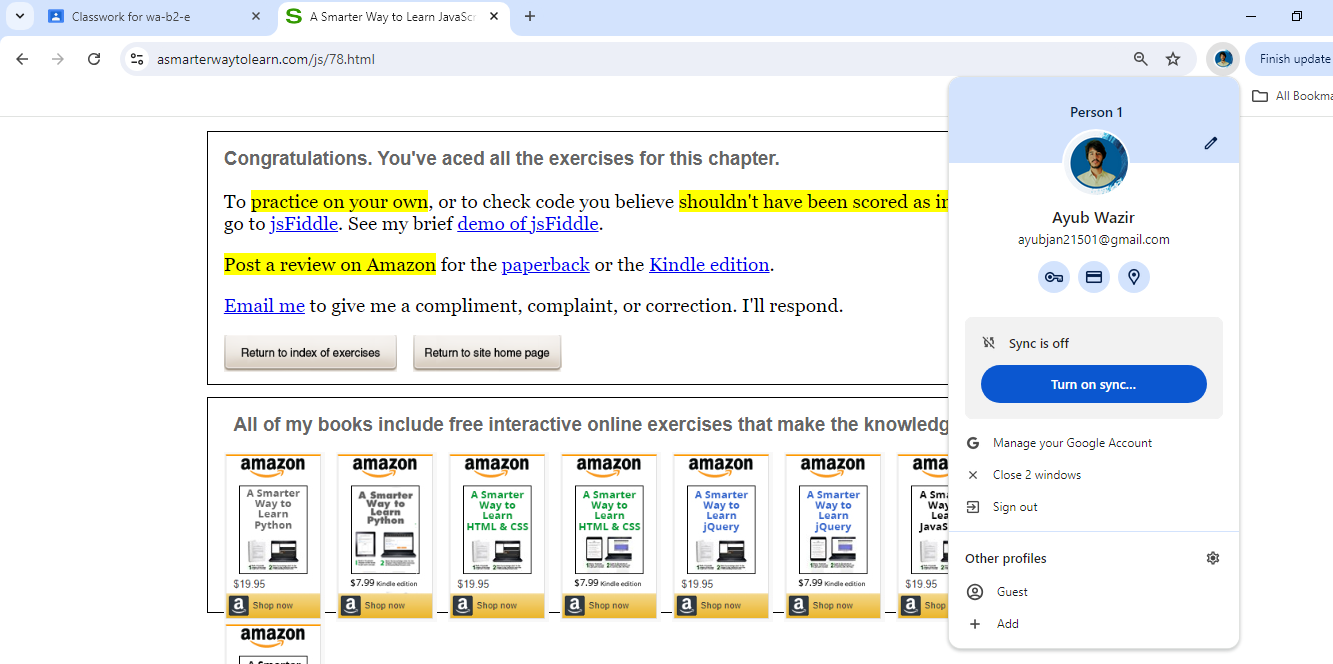 Classwork for wa-b2-e
A Smarter Way to Learn JavaScr
asmarterwaytolearn.com/js/78.html
Finish update
All Bookma
Congratulations. You've aced all the exercises for this chapter.
To practice on your own, or to check code you believe shouldn't have been scored as in
go to jsFiddle. See my brief demo of jsFiddle.
Post a review on Amazon for the paperback or the Kindle edition.
Email me to give me a compliment, complaint, or correction. I'll respond.
Return to index of exercises Return to site home page
All of my books include free interactive online exercises that make the knowledg
amazon
A Smarter
Way to
Learn
Python
$19.95
a Shop now
amazon
A Smarter
Way to
Learn
Python
$7.99 Kindle edition
a Shop now
amazon
A Smarter
Way to
Learn
HTML & CSS
$19.95
a Shop now
amazon
A Smarter
Way to
Learn
HTML & CSS
$7.99 Kindle edition
a Shop now
amazon
A Smarter
Way to
Learn
jQuery
$19.95
a Shop now
amazon
A Smarter
Way to
Learn
jQuery
$7.99 Kindle edition
a Shop now
ama
A Sm
Way
Lea
JavaS
$19.95
a Shop
amazon
Person 1
Ayub Wazir
ayubjan21501@gmail.com
Sync is off
Turn on sync...
Manage your Google Account
Close 2 windows
Sign out
Other profiles
Guest
Add